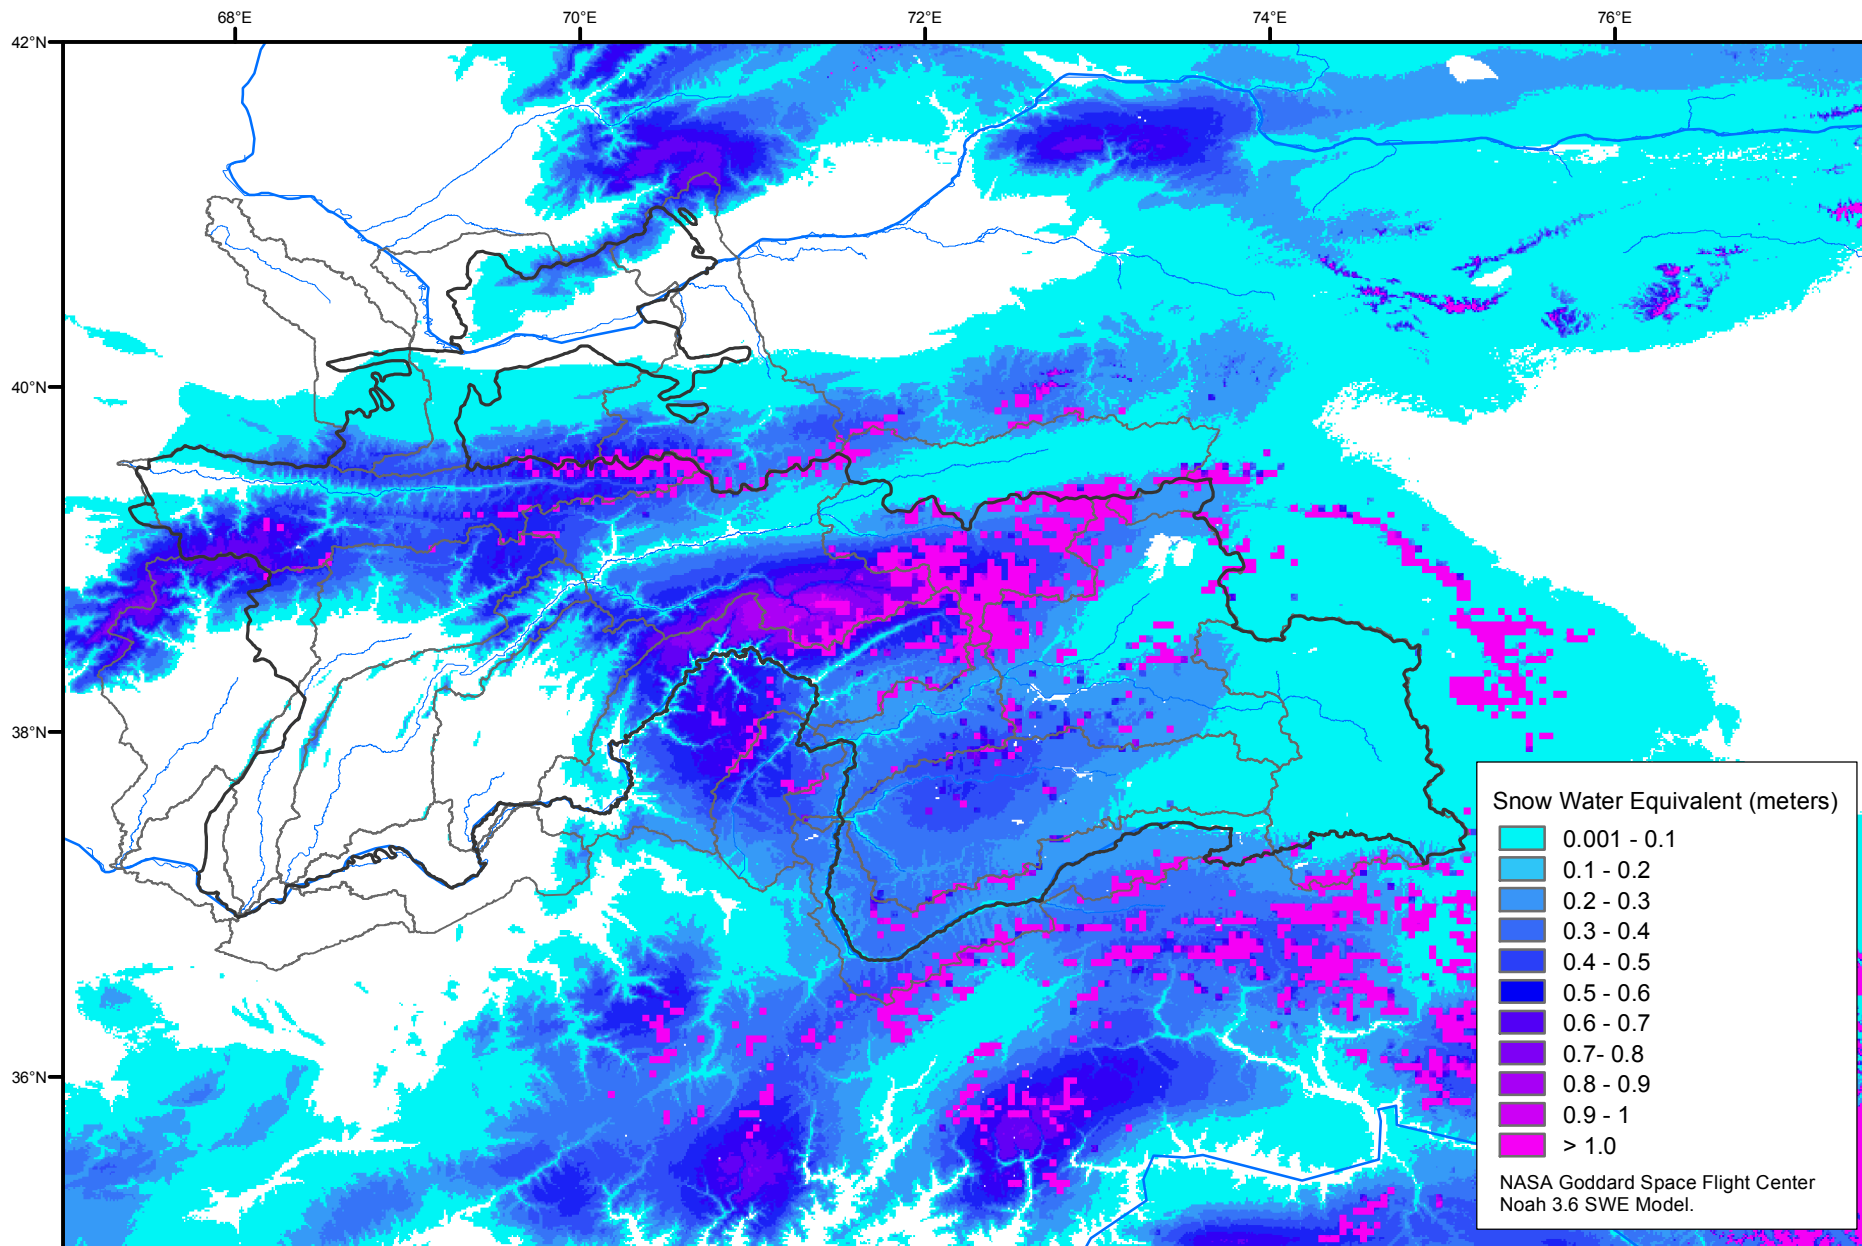 68°E 70°E 72°E 74°E 76°E
42°N
40°N
38°N
36°N
Snow Water Equivalent (meters)
0.001 - 0.1
0.1 - 0.2
0.2 - 0.3
0.3 - 0.4
0.4 - 0.5
0.5 - 0.6
0.6 - 0.7
0.7- 0.8
0.8 - 0.9
0.9 - 1
> 1.0
NASA Goddard Space Flight Center
Noah 3.6 SWE Model.